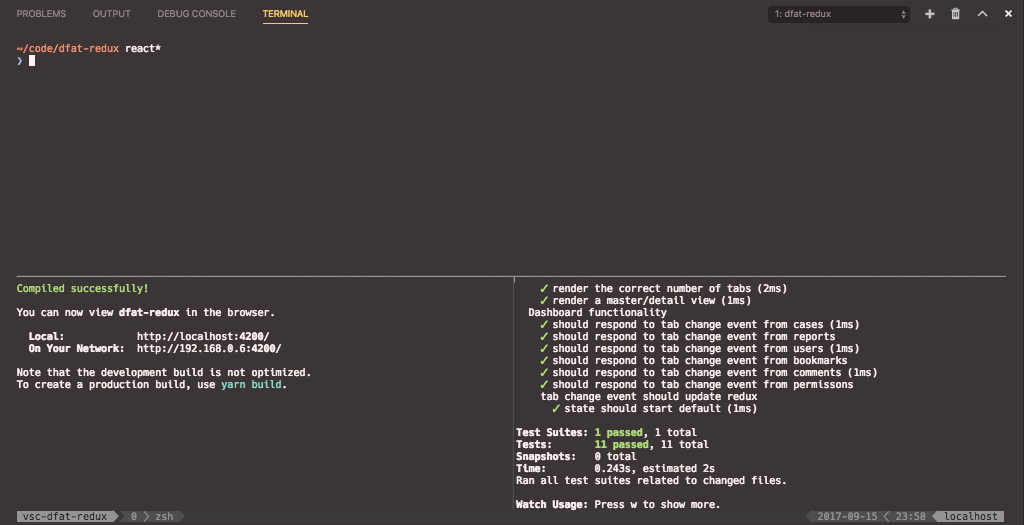 PROBLEMS OUTPUT DEBUG CONSOLE TERMINAL 1: dfat-redux
~/code/dfat-redux react*
❯
Compiled successfully!
You can now view dfat-redux in the browser.
Local: http://localhost:4200/
On Your Network: http://192.168.0.6:4200/
Note that the development build is not optimized.
To create a production build, use yarn build.
✓ render the correct number of tabs (2ms)
✓ render a master/detail view (1ms)
Dashboard functionality
✓ should respond to tab change event from cases (1ms)
✓ should respond to tab change event from reports
✓ should respond to tab change event from users (1ms)
✓ should respond to tab change event from bookmarks
✓ should respond to tab change event from comments (1ms)
✓ should respond to tab change event from permissons
tab change event should update redux
✓ state should start default (1ms)
Test Suites: 1 passed, 1 total
Tests: 11 passed, 11 total
Snapshots: 0 total
Time: 0.243s, estimated 2s
Ran all test suites related to changed files.
Watch Usage: Press w to show more.
vsc-dfat-redux 0 zsh 2017-09-15 23:58 localhost